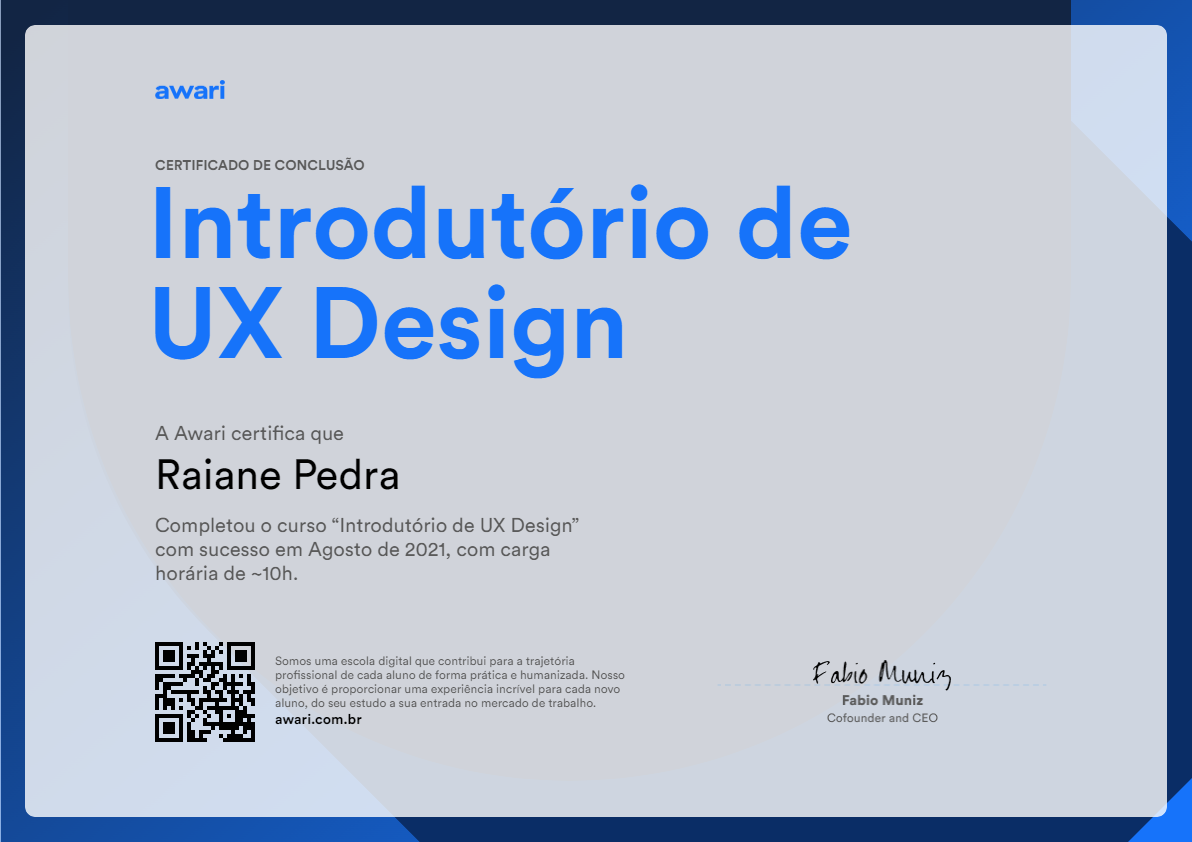 awari
CERTIFICADO DE CONCLUSÃO
Introdutório de
UX Design
A Awari certifica que
Raiane Pedra
Completou o curso “Introdutório de UX Design”
com sucesso em Agosto de 2021, com carga
horária de ~10h.
Somos uma escola digital que contribui para a trajetória
profissional de cada aluno de forma prática e humanizada. Nosso
objetivo é proporcionar uma experiência incrível para cada novo
aluno, do seu estudo a sua entrada no mercado de trabalho.
awari.com.br
Fabio Muniz
Fabio Muniz
Cofounder and CEO